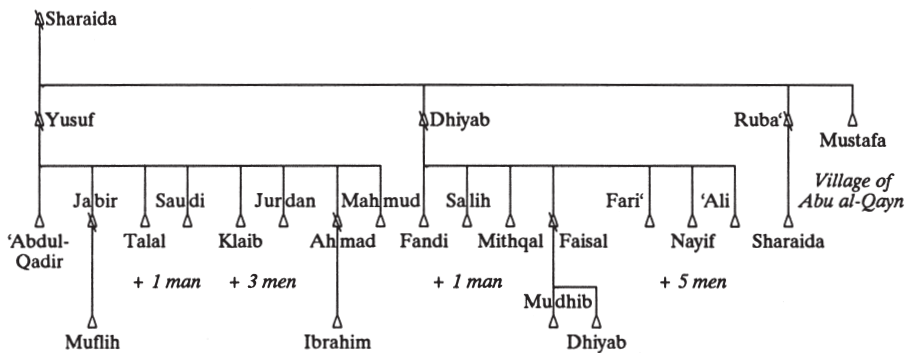 Sharaida
Yusuf
Dhiyab
Ruba‘
Mustafa
Village of
Abu al-Qayn
Jabir
Saudi
Jurdan
Mahmud
Salih
Fari‘
‘Ali
‘Abdul-
Qadir
Talal
Klaib
Ahmad
Fandi
Mithqal
Faisal
Nayif
Sharaida
+ 1 man
+ 3 men
+ 1 man
+ 5 men
Mudhib
Muflih
Ibrahim
Dhiyab